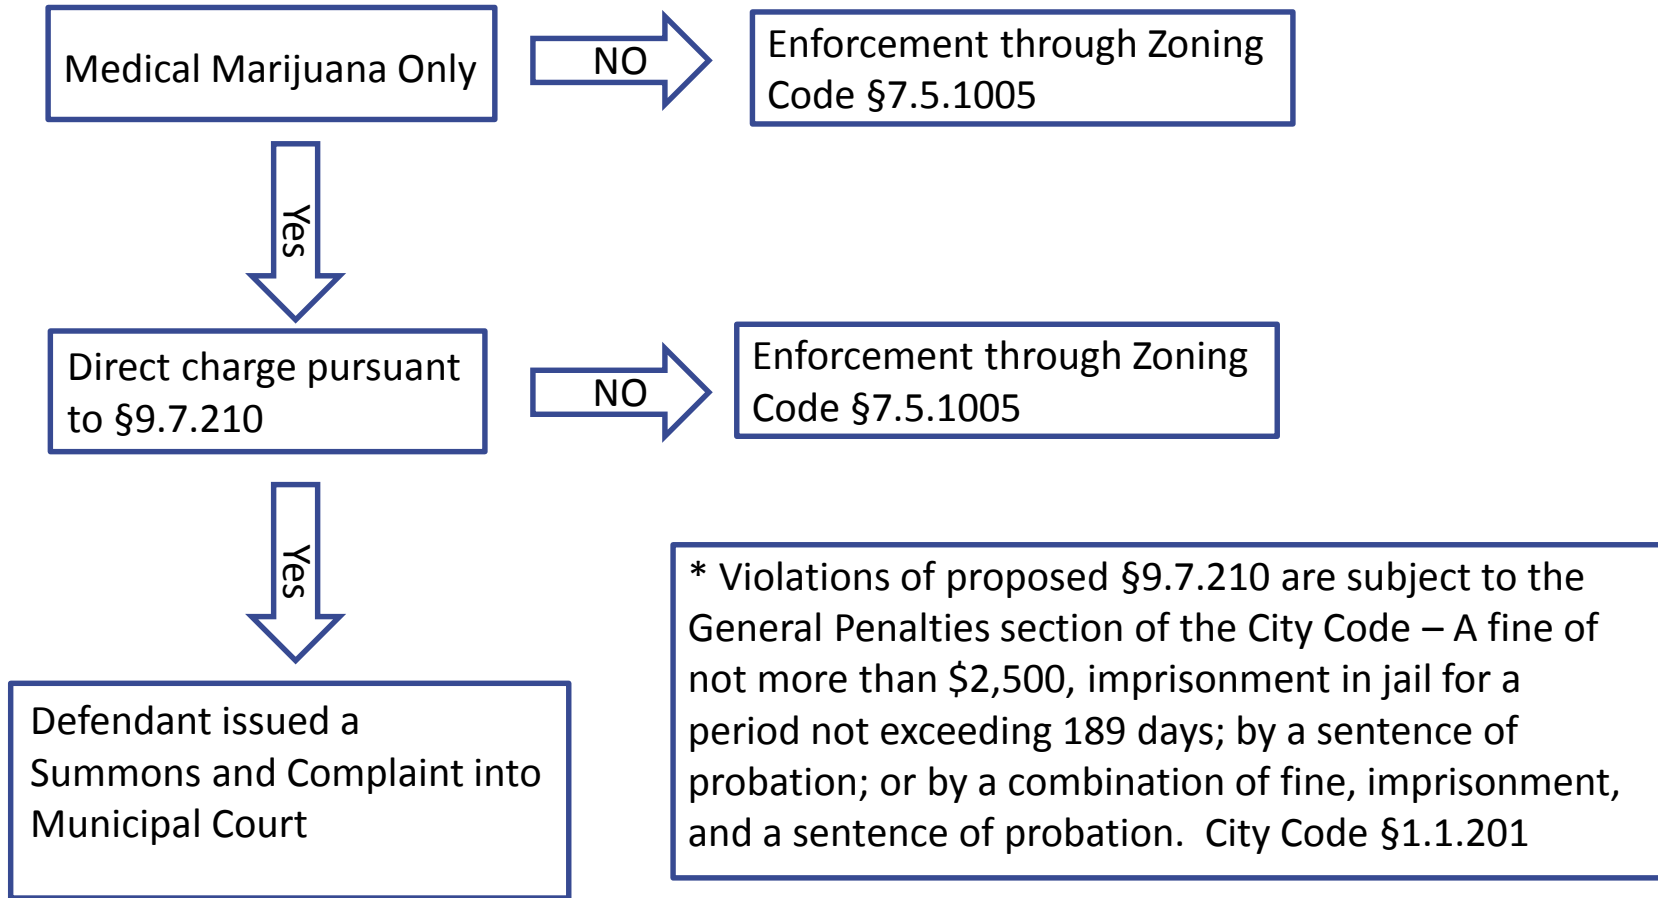 Medical Marijuana Only
NO
Enforcement through Zoning
Code §7.5.1005
Yes
Direct charge pursuant
to §9.7.210
NO
Enforcement through Zoning
Code §7.5.1005
Yes
Defendant issued a
Summons and Complaint into
Municipal Court
* Violations of proposed §9.7.210 are subject to the
General Penalties section of the City Code – A fine of
not more than $2,500, imprisonment in jail for a
period not exceeding 189 days; by a sentence of
probation; or by a combination of fine, imprisonment,
and a sentence of probation.  City Code §1.1.201